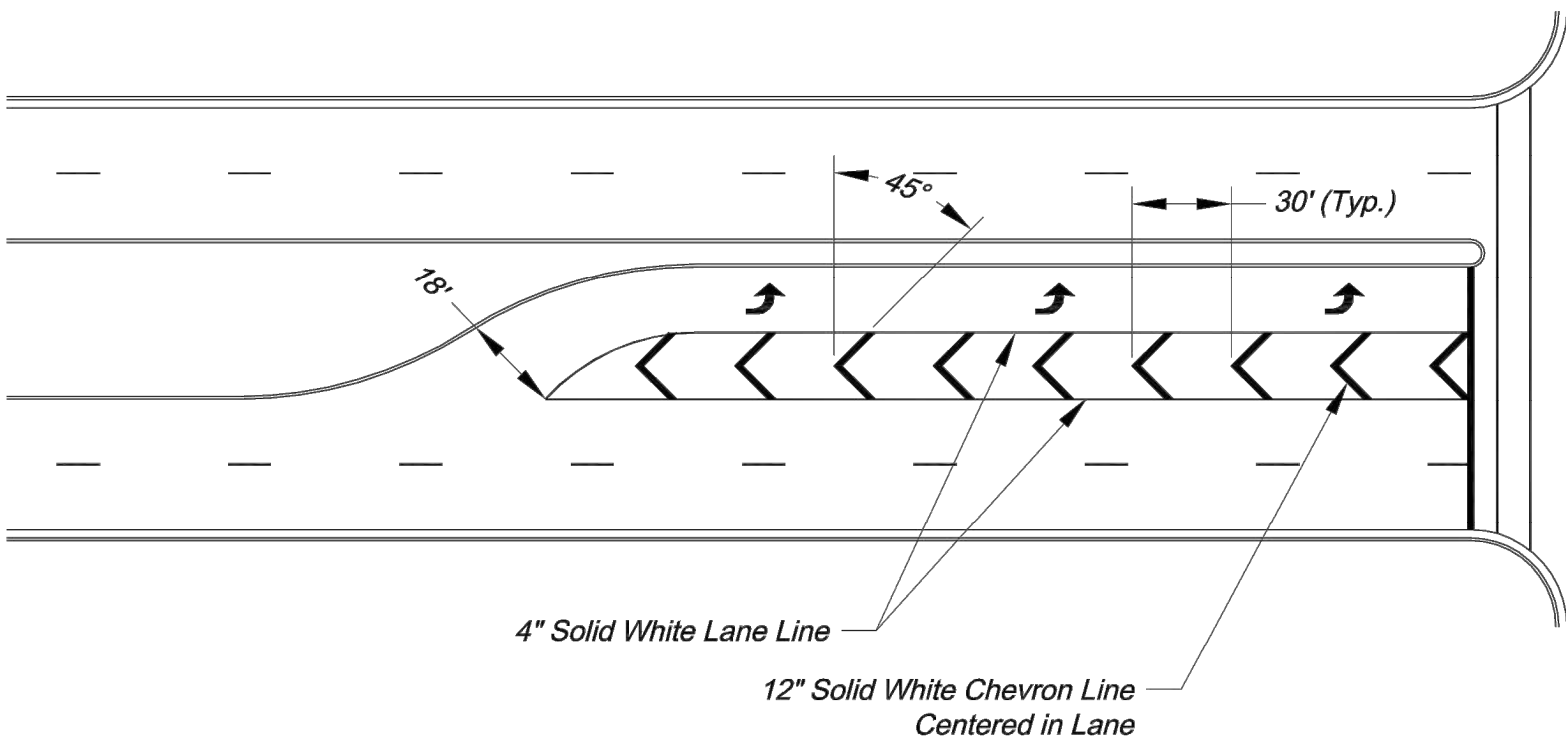 45°
30' (Typ.)
18'
4" Solid White Lane Line
12" Solid White Chevron Line
Centered in Lane